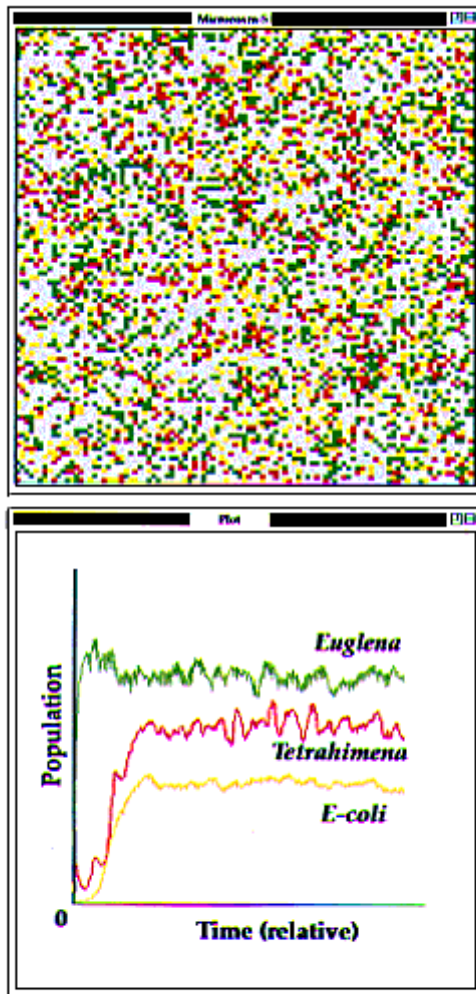 Plot
Euglena
Population
Tetrahimena
E-coli
0
Time (relative)